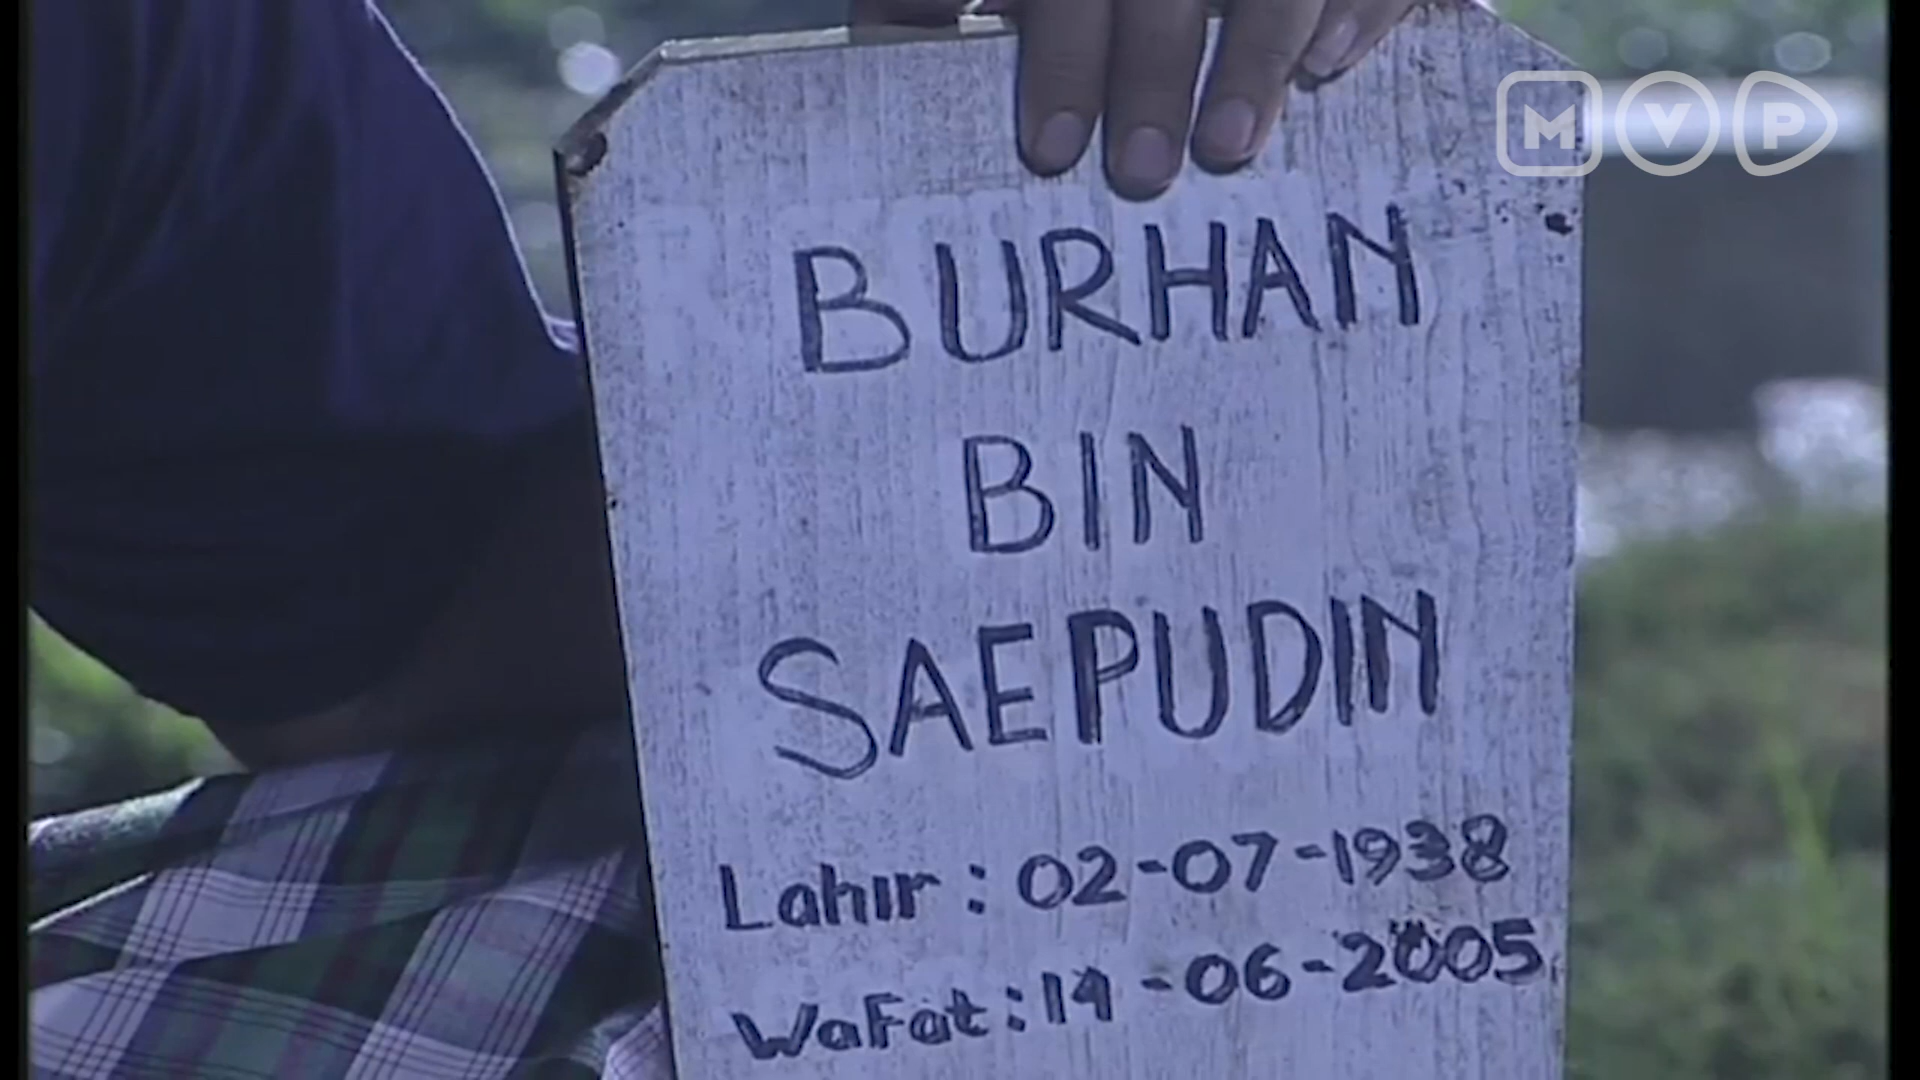 MVP
BURHAN
BIN
SAEPUDIN
Lahir : 02-07-1938
Wafat : 14-06-2005